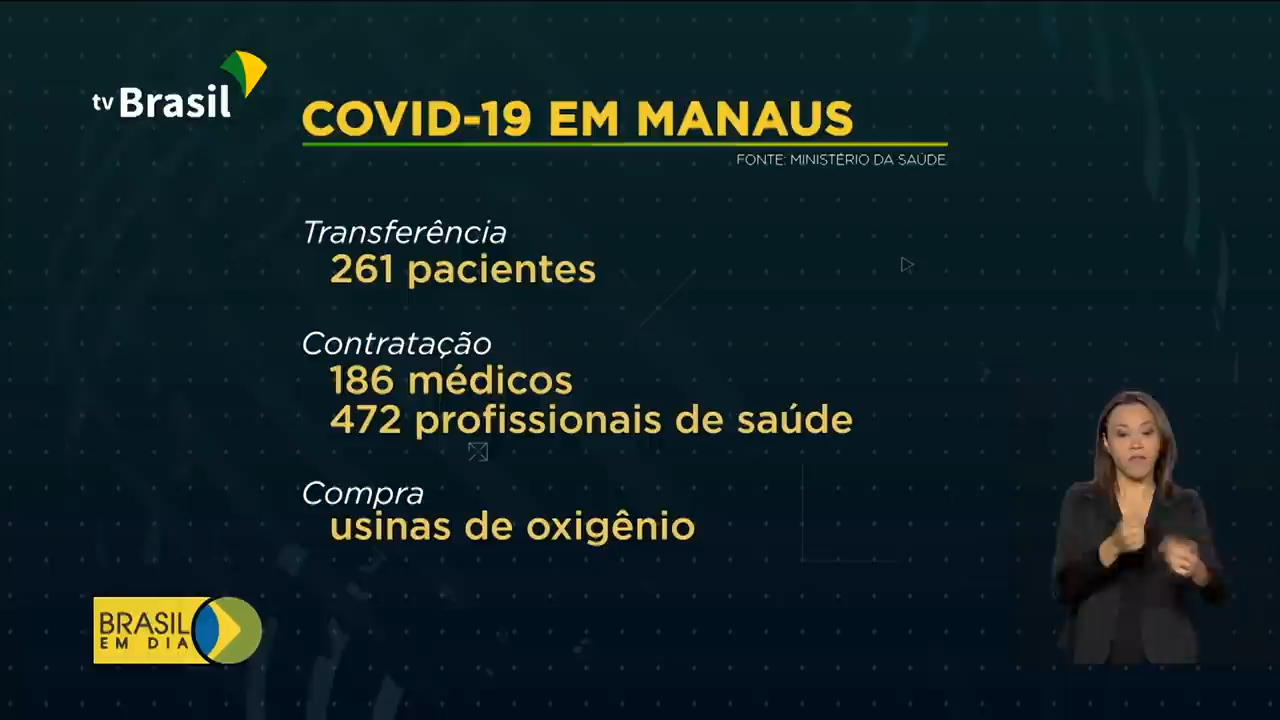 tv Brasil
COVID-19 EM MANAUS
FONTE: MINISTÉRIO DA SAÚDE
Transferência
261 pacientes
Contratação
186 médicos
472 profissionais de saúde
Compra
usinas de oxigênio
BRASIL
EM DIA